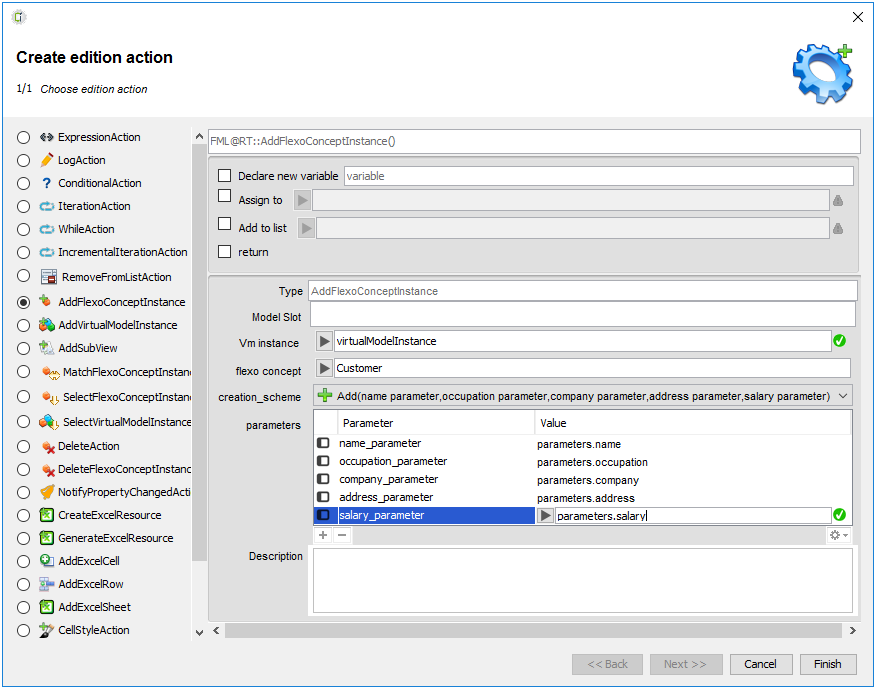 Create edition action
1/1 Choose edition action
ExpressionAction
LogAction
ConditionalAction
IterationAction
WhileAction
IncrementalIterationAction
RemoveFromListAction
AddFlexoConceptInstance
AddVirtualModelInstance
AddSubView
MatchFlexoConceptInstan
SelectFlexoConceptInstan
SelectVirtualModelInstance
DeleteAction
DeleteFlexoConceptInstanc
NotifyPropertyChangedActi
CreateExcelResource
GenerateExcelResource
AddExcelCell
AddExcelRow
AddExcelSheet
CellStyleAction
FML@RT::AddFlexoConceptInstance()
Declare new variable variable
Assign to
Add to list
return
Type AddFlexoConceptInstance
Model Slot
Vm instance virtualModelInstance
flexo concept Customer
creation_scheme Add(name parameter,occupation parameter,company parameter,address parameter,salary parameter)
parameters Parameter Value
name_parameter parameters.name
occupation_parameter parameters.occupation
company_parameter parameters.company
address_parameter parameters.address
salary_parameter parameters.salary
Description
<< Back Next >> Cancel Finish